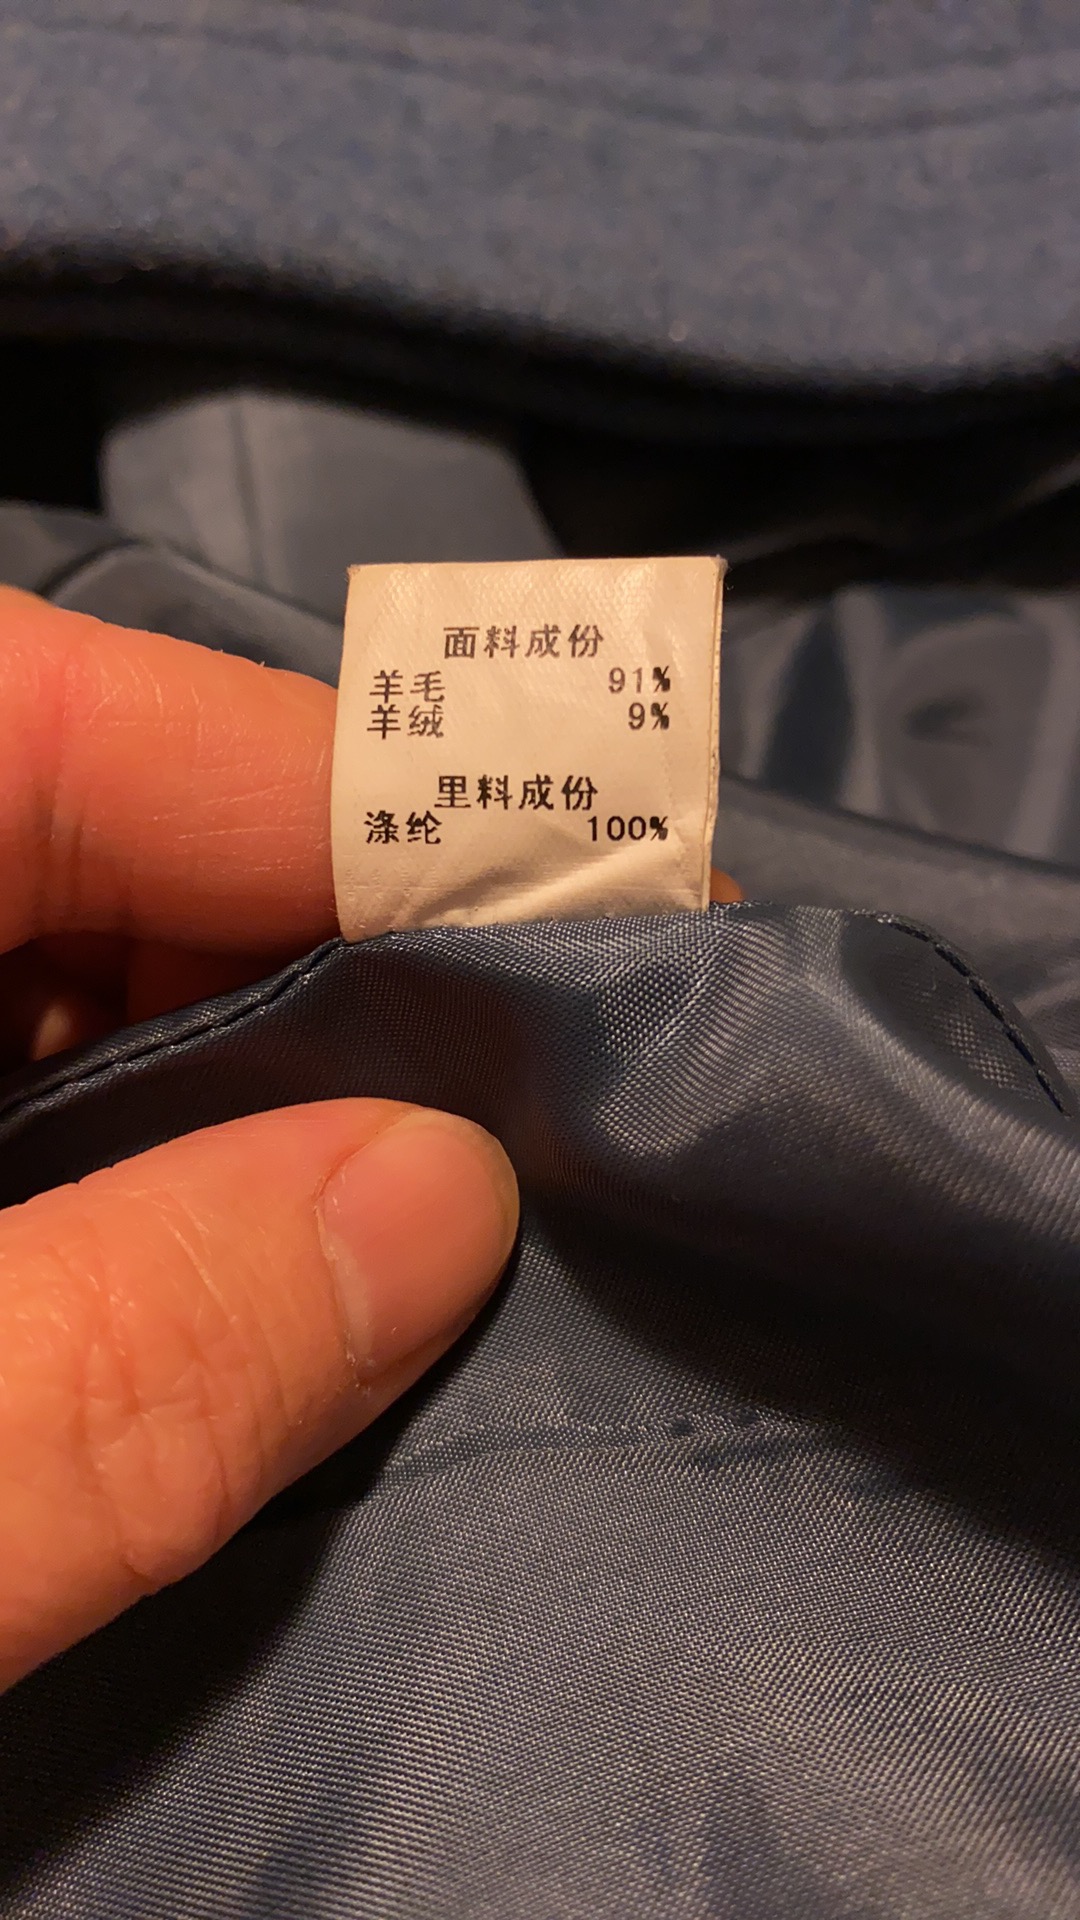 面料成份
羊毛 91%
羊绒 9%
里料成份
涤纶 100%